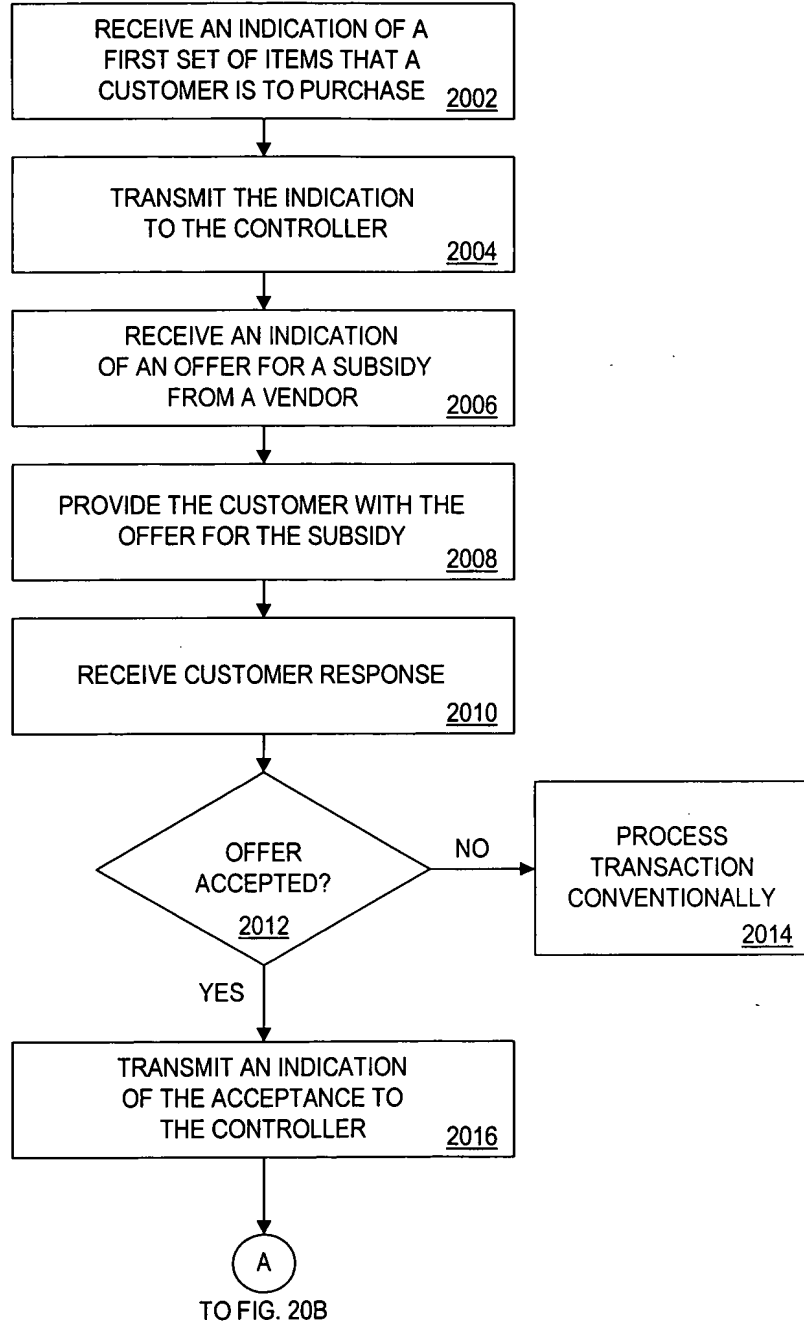 RECEIVE AN INDICATION OF A
FIRST SET OF ITEMS THAT A
CUSTOMER IS TO PURCHASE
2002
TRANSMIT THE INDICATION
TO THE CONTROLLER
2004
RECEIVE AN INDICATION
OF AN OFFER FOR A SUBSIDY
FROM A VENDOR
2006
PROVIDE THE CUSTOMER WITH THE
OFFER FOR THE SUBSIDY
2008
RECEIVE CUSTOMER RESPONSE
2010
OFFER
ACCEPTED?
2012
NO
PROCESS
TRANSACTION
CONVENTIONALLY
2014
YES
TRANSMIT AN INDICATION
OF THE ACCEPTANCE TO
THE CONTROLLER
2016
A
TO FIG. 20B